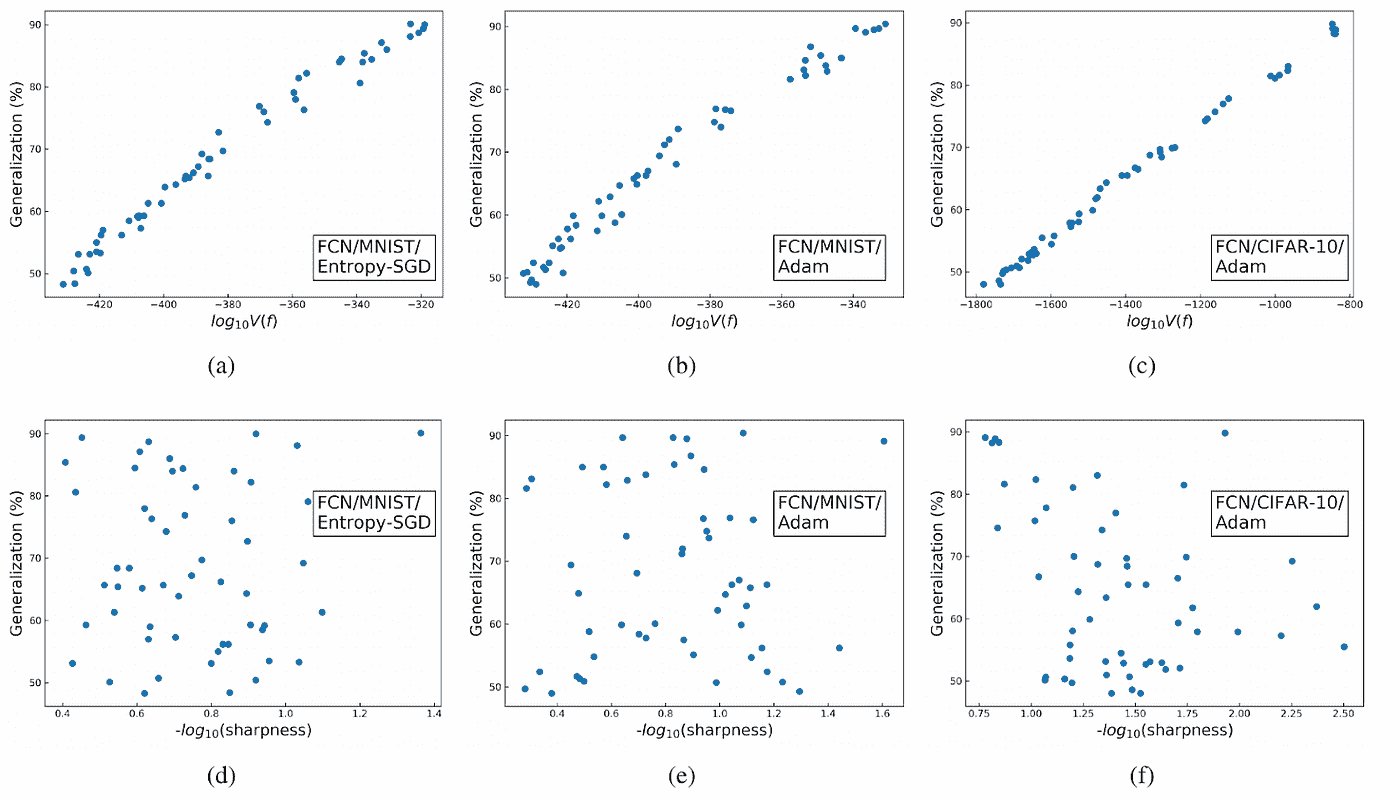 90
80
70
60
50
Generalization (%)
FCN/MNIST/
Entropy-SGD
−420 −400 −380 −360 −340 −320
log10V(f)
(a)
90
80
70
60
50
Generalization (%)
FCN/MNIST/
Adam
−420 −400 −380 −360 −340
log10V(f)
(b)
90
80
70
60
50
Generalization (%)
FCN/CIFAR-10/
Adam
−1800 −1600 −1400 −1200 −1000 −800
log10V(f)
(c)
90
80
70
60
50
Generalization (%)
FCN/MNIST/
Entropy-SGD
0.4 0.6 0.8 1.0 1.2 1.4
-log10(sharpness)
(d)
90
80
70
60
50
Generalization (%)
FCN/MNIST/
Adam
0.4 0.6 0.8 1.0 1.2 1.4 1.6
-log10(sharpness)
(e)
90
80
70
60
50
Generalization (%)
FCN/CIFAR-10/
Adam
0.75 1.00 1.25 1.50 1.75 2.00 2.25 2.50
-log10(sharpness)
(f)